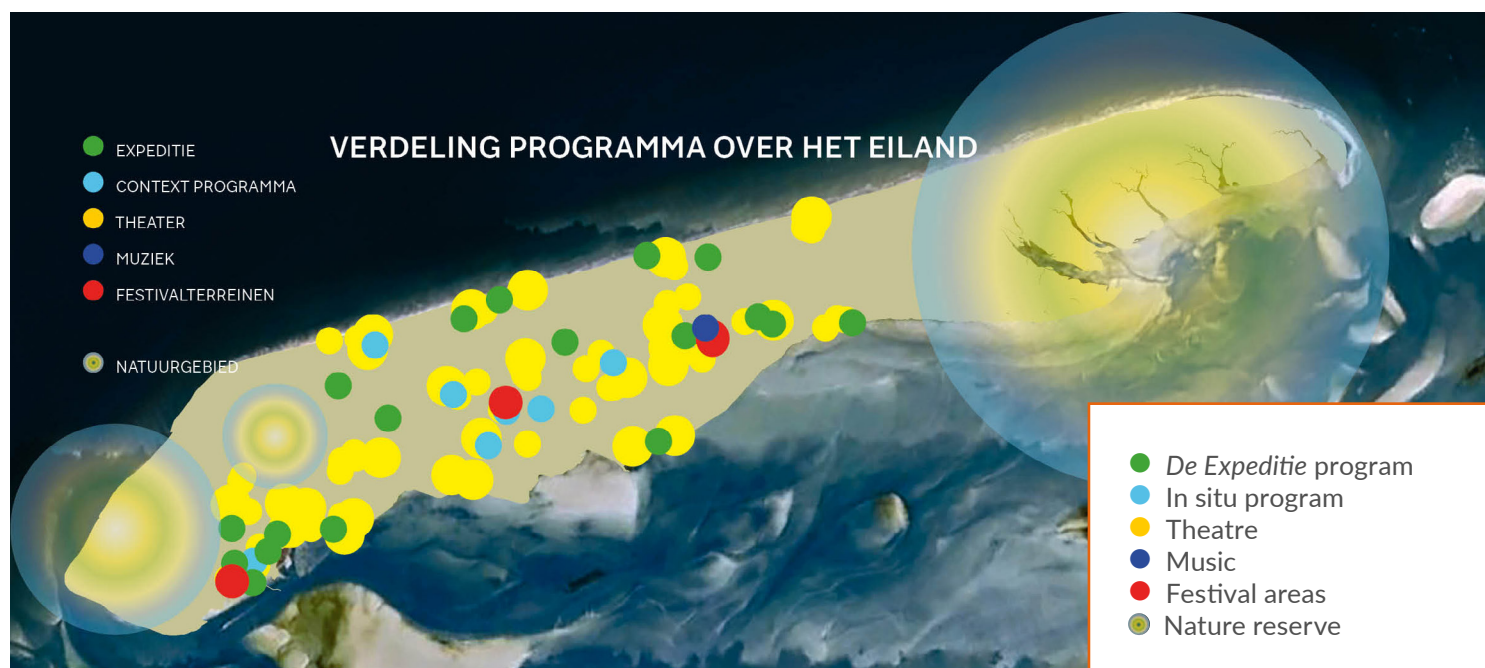 VERDELING PROGRAMMA OVER HET EILAND
EXPEDITIE
CONTEXT PROGRAMMA
THEATER
MUZIEK
FESTIVALTERREINEN
NATUURGEBIED
De Expeditie program
In situ program
Theatre
Music
Festival areas
Nature reserve